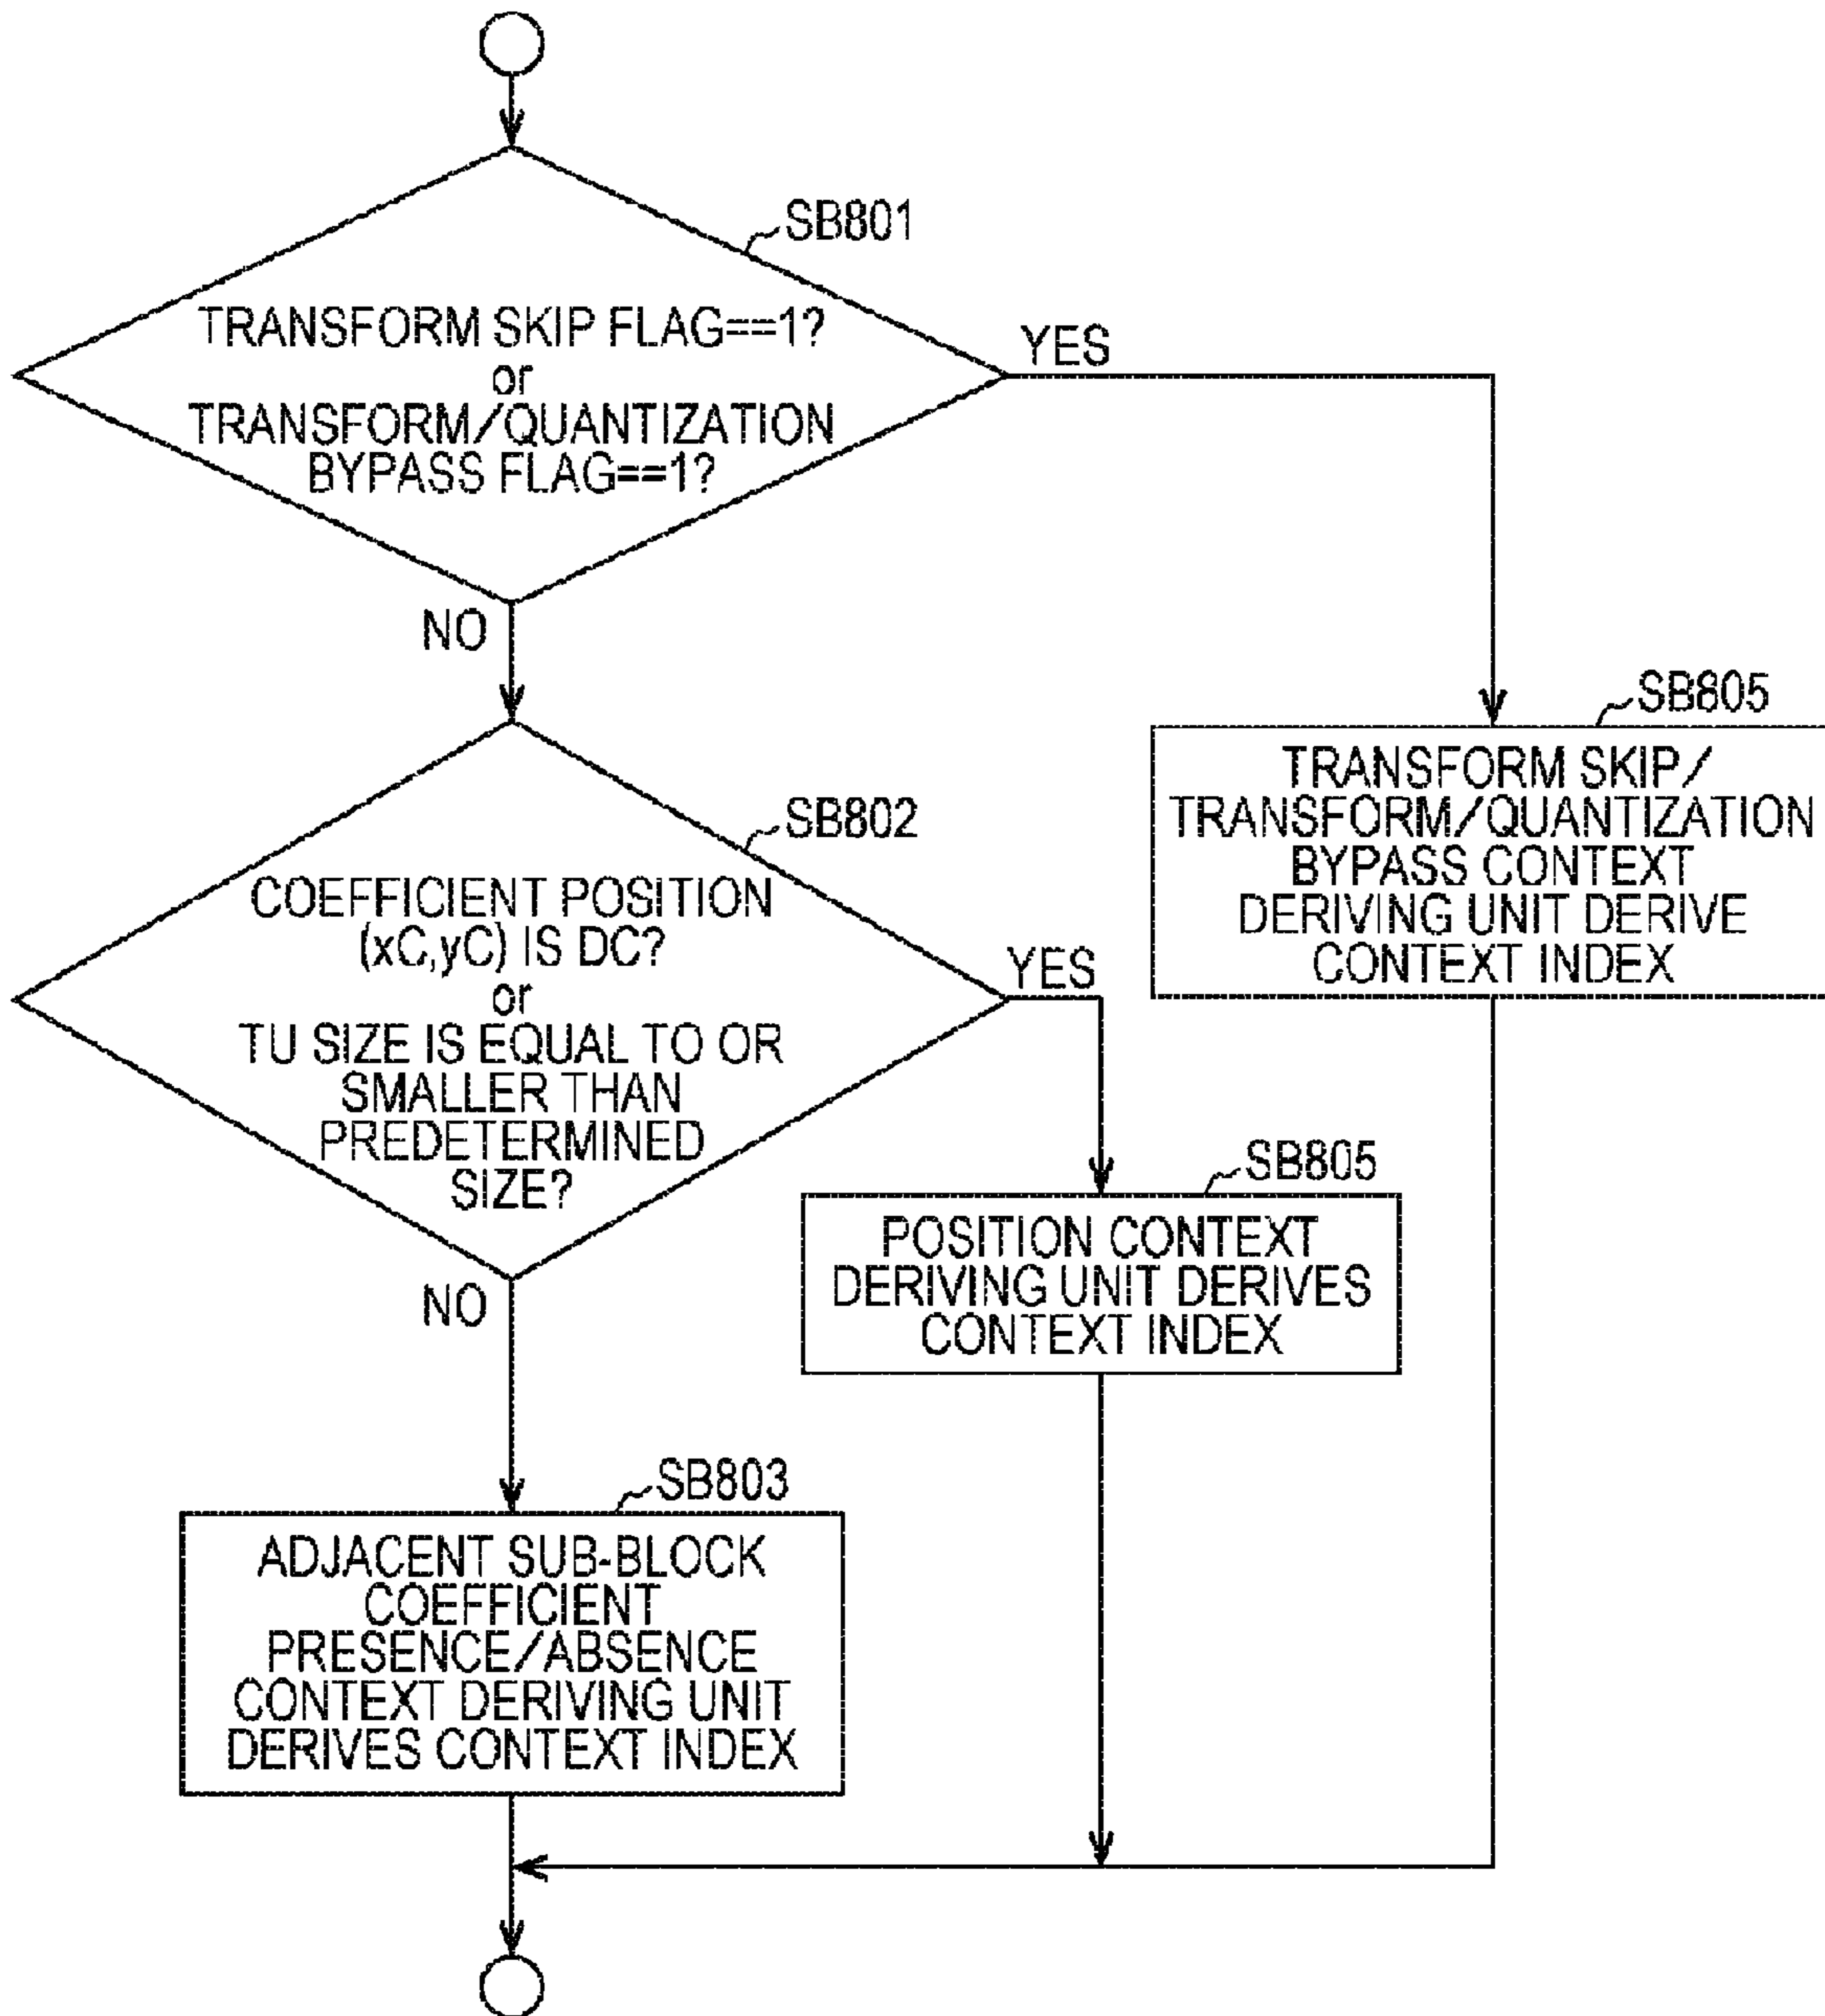 SB801
TRANSFORM SKIP FLAG==1?
or
TRANSFORM/QUANTIZATION
BYPASS FLAG==1?
YES
NO
SB805
TRANSFORM SKIP/
TRANSFORM/QUANTIZATION
BYPASS CONTEXT
DERIVING UNIT DERIVE
CONTEXT INDEX
SB802
COEFFICIENT POSITION
(xC,yC) IS DC?
or
TU SIZE IS EQUAL TO OR
SMALLER THAN
PREDETERMINED
SIZE?
YES
NO
SB805
POSITION CONTEXT
DERIVING UNIT DERIVES
CONTEXT INDEX
SB803
ADJACENT SUB-BLOCK
COEFFICIENT
PRESENCE/ABSENCE
CONTEXT DERIVING UNIT
DERIVES CONTEXT INDEX